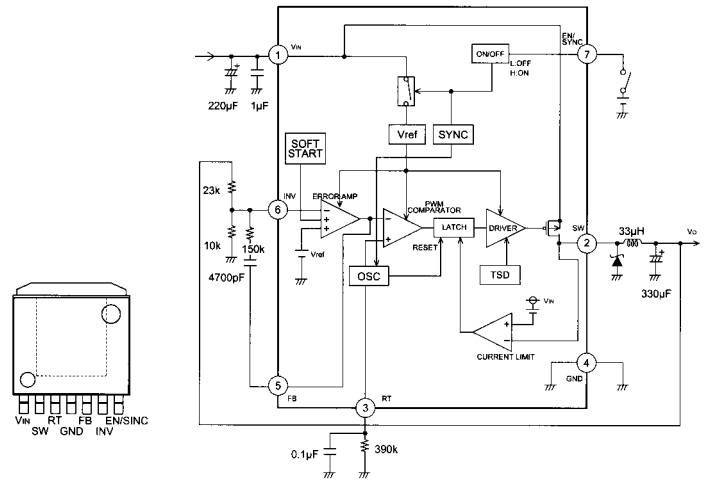 EN/
SYNC
VIN
1
7
ON/OFF
L:OFF
H:ON
220µF
1µF
Vref
SYNC
SOFT
START
23k
INV
6
ERROR AMP
PWM
COMPARATOR
SW
33µH
Vo
LATCH
DRIVER
2
10k
150k
RESET
Vref
4700pF
OSC
TSD
330µF
VIN
CURRENT LIMIT
5
FB
4
GND
3
RT
0.1µF
390k
VIN RT FB EN/SINC
SW GND INV
+
−
+
+
−
+
+
−
+
+